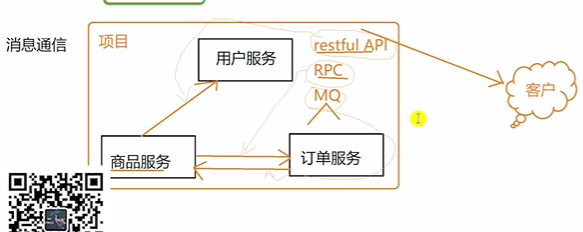 消息通信
项目
用户服务
restful API
RPC
MQ
客户
商品服务
订单服务